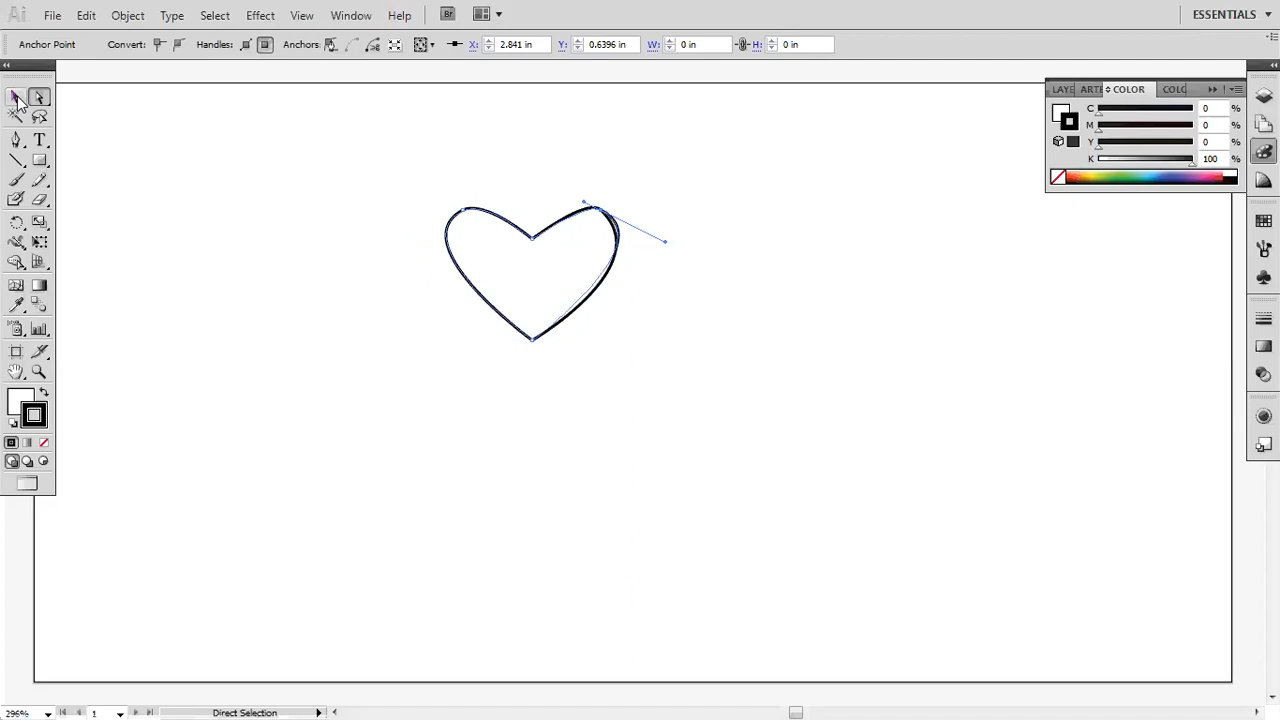 Ai File Edit Object Type Select Effect View Window Help Br ESSENTIALS
Anchor Point Convert: Handles: Anchors: X: 2.841 in Y: 0.6396 in W: 0 in H: 0 in
LAYE ARTE COLOR COLC
C 0 %
M 0 %
Y 0 %
K 100 %
T
296% 1 Direct Selection